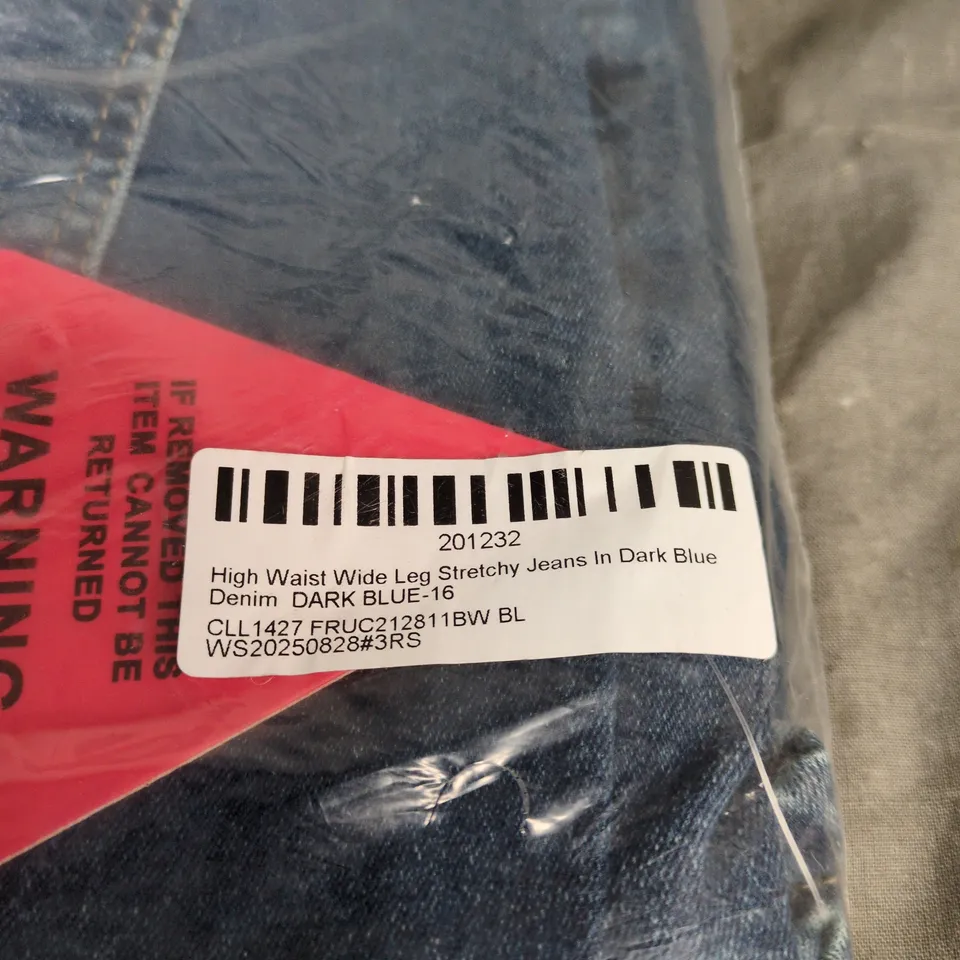 WARNING
IF REMOVED THIS
ITEM CANNOT BE
RETURNED
201232
High Waist Wide Leg Stretchy Jeans In Dark Blue
Denim DARK BLUE-16
CLL1427 FRUC212811BW BL
WS20250828#3RS